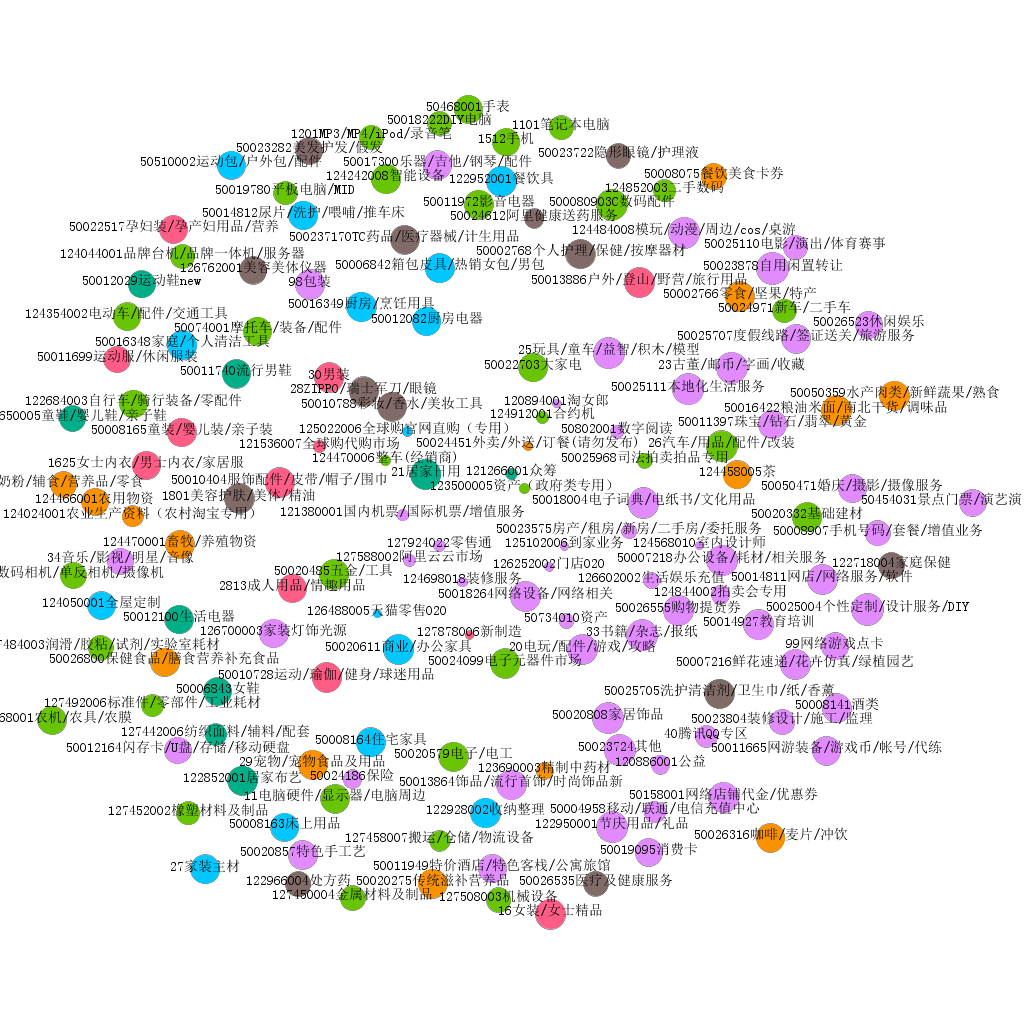 50468001手表
50018222DIY电脑
1101笔记本电脑
1201MP3/MP4/iPod/录音笔
1512手机
50023282美发护发/假发
50023722隐形眼镜/护理液
50510002运动包/户外包/配件
50017300乐器/吉他/钢琴/配件
50008075餐饮美食卡券
124242008智能设备
122952001餐饮具
50019780平板电脑/MID
124852003二手数码
50011972影音电器
500080903C数码配件
50014812尿片/洗护/喂哺/推车床
50024612阿里健康送药服务
50022517孕妇装/孕产妇用品/营养
124484008模玩/动漫/周边/cos/桌游
500237170TC药品/医疗器械/计生用品
50025110电影/演出/体育赛事
124044001品牌台机/品牌一体机/服务器
50002768个人护理/保健/按摩器材
126762001美容美体仪器
50006842箱包皮具/热销女包/男包
50023878自用闲置转让
50012029运动鞋new
98包装
50013886户外/登山/野营/旅行用品
50002766零食/坚果/特产
50016349厨房/烹饪用具
50024971新车/二手车
124354002电动车/配件/交通工具
50012082厨房电器
50026523休闲娱乐
50074001摩托车/装备/配件
50025707度假线路/签证送关/旅游服务
50016348家庭/个人清洁工具
25玩具/童车/益智/积木/模型
50011699运动服/休闲服装
50022703大家电
23古董/邮币/字画/收藏
50011740流行男鞋
30男装
28ZIPPO/瑞士军刀/眼镜
50025111本地化生活服务
50050359水产肉类/新鲜蔬果/熟食
122684003自行车/骑行装备/零配件
50010788彩妆/香水/美妆工具
120894001淘女郎
50016422粮油米面/南北干货/调味品
650005童鞋/婴儿鞋/亲子鞋
124912001合约机
50011397珠宝/钻石/翡翠/黄金
50008165童装/婴儿装/亲子装
125022006全球购官网直购（专用）
50802001数字阅读
121536007全球购代购市场
50024451外卖/外送/订餐(请勿发布)
26汽车/用品/配件/改装
124470006整车(经销商)
50025968司法拍卖拍品专用
1625女士内衣/男士内衣/家居服
21居家日用
121266001众筹
124458005茶
奶粉/辅食/营养品/零食
50010404服饰配件/皮带/帽子/围巾
123500005资产（政府类专用）
50050471婚庆/摄影/摄像服务
124466001农用物资
1801美容护肤/美体/精油
50018004电子词典/电纸书/文化用品
50454031景点门票/演艺演
124024001农业生产资料（农村淘宝专用）
121380001国内机票/国际机票/增值服务
50020332基础建材
50023575房产/租房/新房/二手房/委托服务
50008907手机号码/套餐/增值业务
124470001畜牧/养殖物资
127924022零售通
125102006到家业务
124568010室内设计师
34音乐/影视/明星/音像
127588002阿里云云市场
126252002门店020
50007218办公设备/耗材/相关服务
122718004家庭保健
数码相机/单反相机/摄像机
50020485五金/工具
124698018装修服务
126602002生活娱乐充值
50014811网店/网络服务/软件
2813成人用品/情趣用品
50018264网络设备/网络相关
124844002拍卖会专用
124050001全屋定制
126488005天猫零售020
50026555购物提货券
50025004个性定制/设计服务/DIY
50012100生活电器
50734010资产
50014927教育培训
126700003家装灯饰光源
127878006新制造
33书籍/杂志/报纸
7484003润滑/胶粘/试剂/实验室耗材
50020611商业/办公家具
20电玩/配件/游戏/攻略
99网络游戏点卡
50026800保健食品/膳食营养补充食品
50024099电子元器件市场
50007216鲜花速递/花卉仿真/绿植园艺
50010728运动/瑜伽/健身/球迷用品
50006843女鞋
50025705洗护清洁剂/卫生巾/纸/香薰
127492006标准件/零部件/工业耗材
50008141酒类
68001农机/农具/农膜
50020808家居饰品
50023804装修设计/施工/监理
127442006纺织面料/辅料/配套
40腾讯QQ专区
50012164闪存卡/U盘/存储/移动硬盘
50008164住宅家具
50023724其他
50011665网游装备/游戏币/帐号/代练
50020579电子/电工
29宠物/宠物食品及用品
120886001公益
122852001居家布艺
50024186保险
123690003精制中药材
50013864饰品/流行首饰/时尚饰品新
11电脑硬件/显示器/电脑周边
50158001网络店铺代金/优惠券
127452002橡塑材料及制品
122928002收纳整理
50004958移动/联通/电信充值中心
50008163床上用品
122950001节庆用品/礼品
50026316咖啡/麦片/冲饮
127458007搬运/仓储/物流设备
50020857特色手工艺
50019095消费卡
27家装主材
50011949特价酒店/特色客栈/公寓旅馆
122966004处方药
50020275传统滋补营养品
50026535医疗及健康服务
127450004金属材料及制品
127508003机械设备
16女装/女士精品